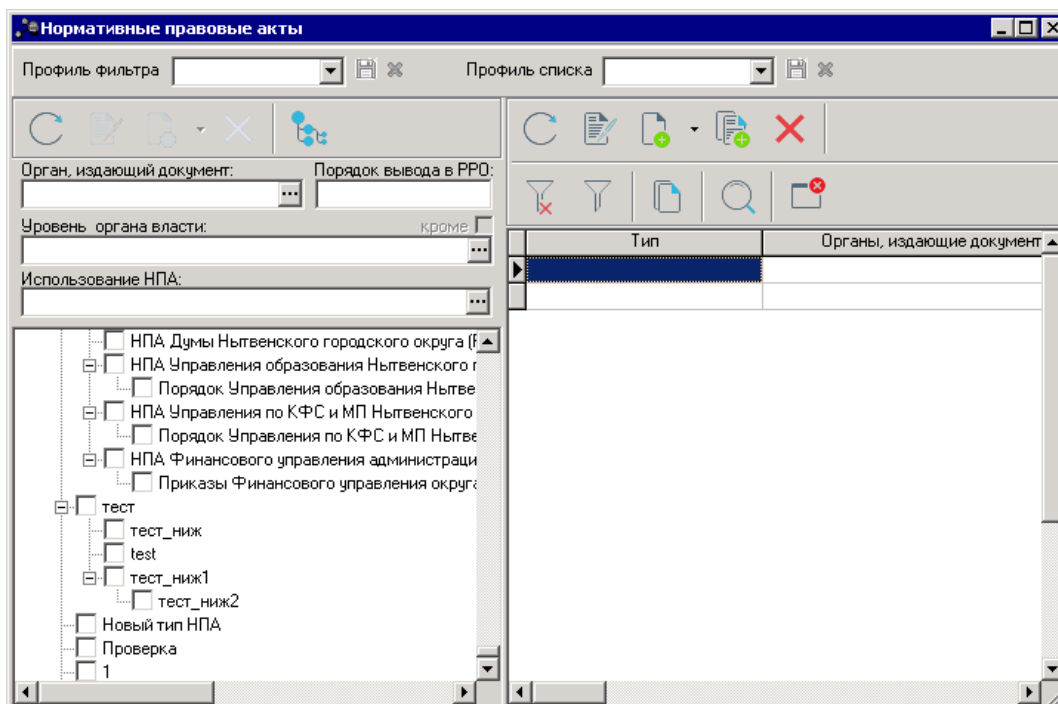 Нормативные правовые акты
Профиль фильтра
Профиль списка
Орган, издающий документ:
Порядок вывода в РРО:
Уровень органа власти:
кроме
Использование НПА:
Тип
Органы, издающие документ
НПА Думы Нытвенского городского округа (
НПА Управления образования Нытвенского г
Порядок Управления образования Нытве
НПА Управления по КФС и МП Нытвенского
Порядок Управления по КФС и МП Нытве
НПА Финансового управления администраци
Приказы Финансового управления округа
тест
тест_ниж
test
тест_ниж1
тест_ниж2
Новый тип НПА
Проверка
1